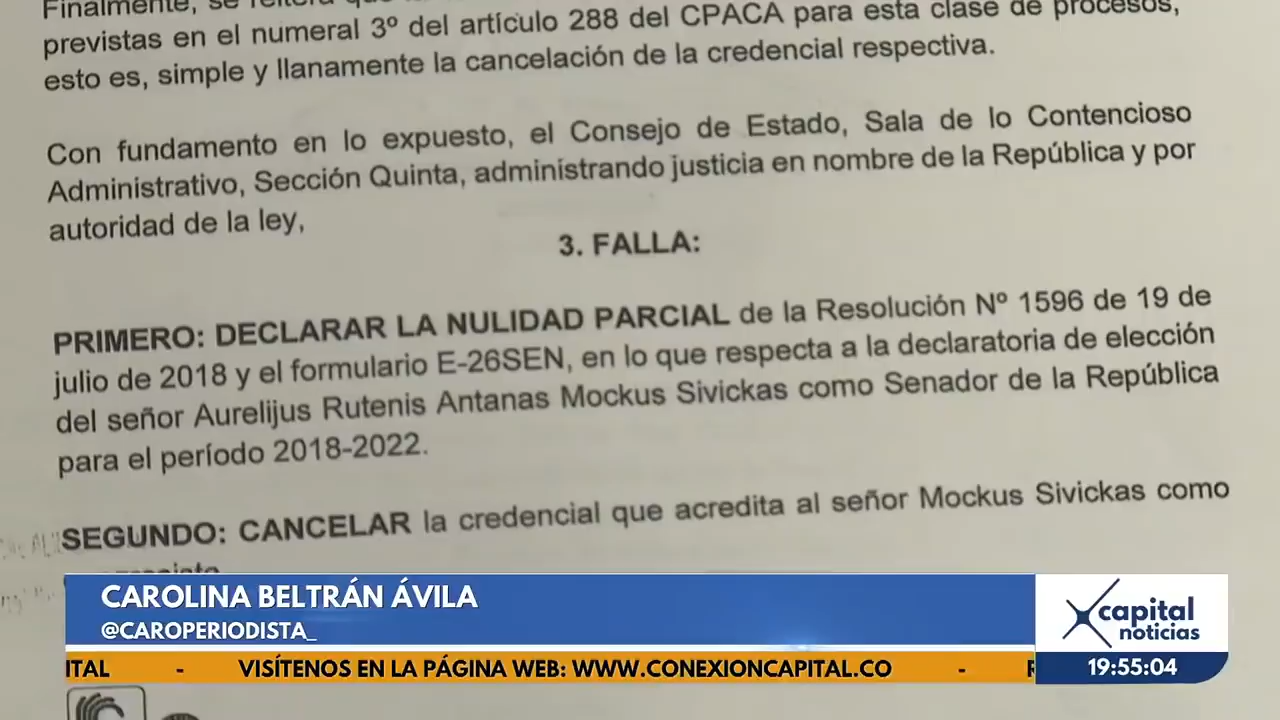 Finalmente, se reitera que la
previstas en el numeral 3º del artículo 288 del CPACA para esta clase de procesos,
esto es, simple y llanamente la cancelación de la credencial respectiva.
Con fundamento en lo expuesto, el Consejo de Estado, Sala de lo Contencioso
Administrativo, Sección Quinta, administrando justicia en nombre de la República y por
autoridad de la ley,
3. FALLA:
PRIMERO: DECLARAR LA NULIDAD PARCIAL de la Resolución Nº 1596 de 19 de
julio de 2018 y el formulario E-26SEN, en lo que respecta a la declaratoria de elección
del señor Aurelijus Rutenis Antanas Mockus Sivickas como Senador de la República
para el período 2018-2022.
SEGUNDO: CANCELAR la credencial que acredita al señor Mockus Sivickas como
CAROLINA BELTRÁN ÁVILA
@CAROPERIODISTA_
capital
noticias
ITAL - VISÍTENOS EN LA PÁGINA WEB: WWW.CONEXIONCAPITAL.CO -
19:55:04